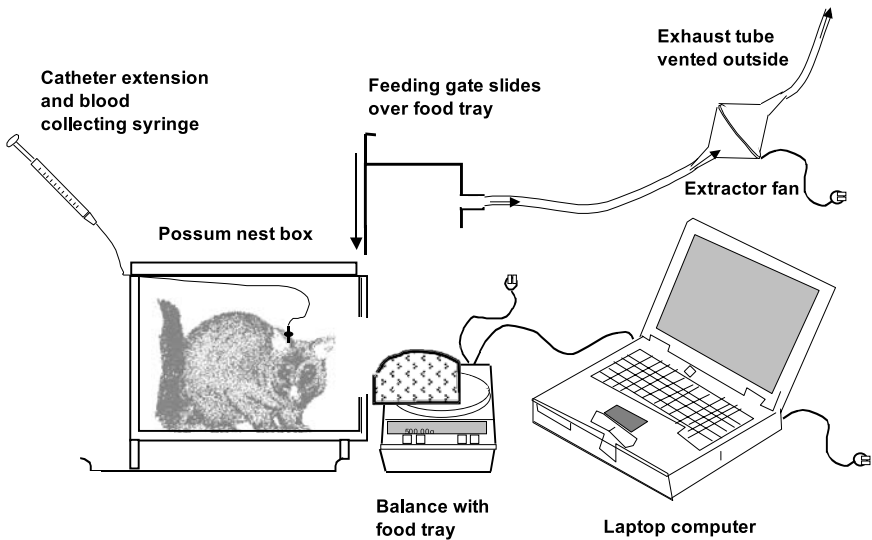 Exhaust tube
vented outside
Catheter extension
and blood
collecting syringe
Feeding gate slides
over food tray
Extractor fan
Possum nest box
500.00g
Balance with
food tray
Laptop computer